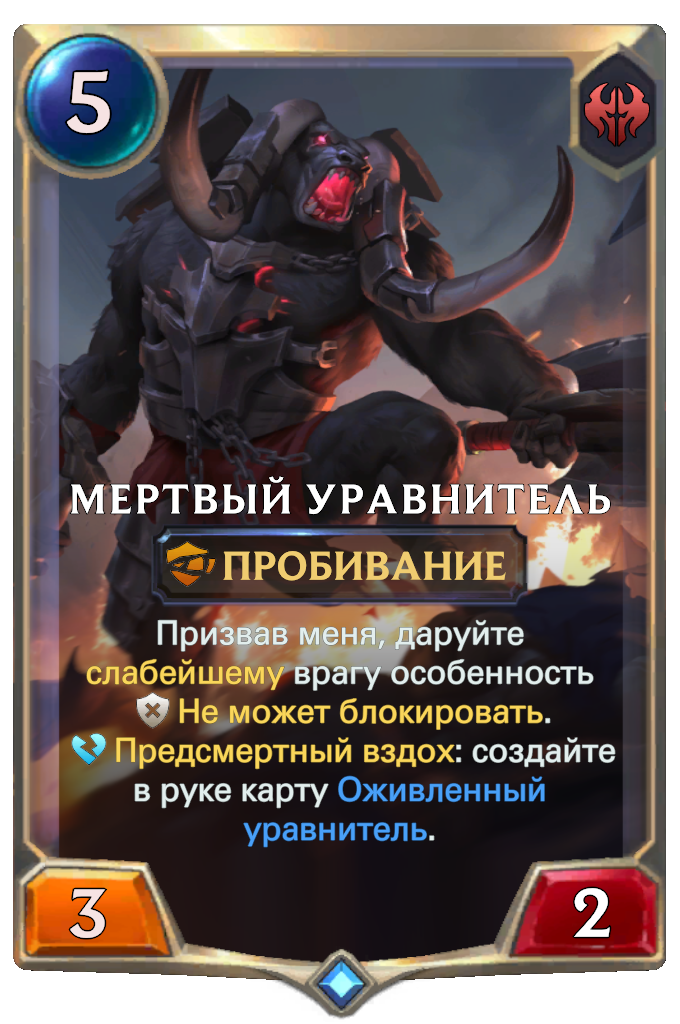 5
МЕРТВЫЙ УРАВНИТЕЛЬ
ПРОБИВАНИЕ
Призвав меня, даруйте
слабейшему врагу особенность
Не может блокировать.
Предсмертный вздох: создайте
в руке карту Оживленный
уравнитель.
3
2